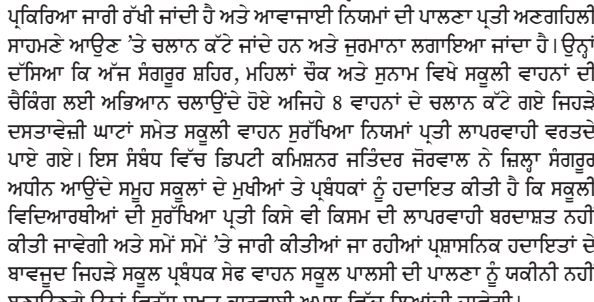 ਪ੍ਰਕਿਰਿਆ ਜਾਰੀ ਰੱਖੀ ਜਾਂਦੀ ਹੈ ਅਤੇ ਆਵਾਜਾਈ ਨਿਯਮਾਂ ਦੀ ਪਾਲਣਾ ਪ੍ਰਤੀ ਅਣਗਹਿਲੀ
ਸਾਹਮਣੇ ਆਉਣ ’ਤੇ ਚਲਾਨ ਕੱਟੇ ਜਾਂਦੇ ਹਨ ਅਤੇ ਜੁਰਮਾਨਾ ਲਗਾਇਆ ਜਾਂਦਾ ਹੈ। ਉਨ੍ਹਾਂ
ਦੱਸਿਆ ਕਿ ਅੱਜ ਸੰਗਰੂਰ ਸ਼ਹਿਰ, ਮਹਿਲਾਂ ਚੌਕ ਅਤੇ ਸੁਨਾਮ ਵਿਖੇ ਸਕੂਲੀ ਵਾਹਨਾਂ ਦੀ
ਚੈਕਿੰਗ ਲਈ ਅਭਿਆਨ ਚਲਾਉਂਦੇ ਹੋਏ ਅਜਿਹੇ 8 ਵਾਹਨਾਂ ਦੇ ਚਲਾਨ ਕੱਟੇ ਗਏ ਜਿਹੜੇ
ਦਸਤਾਵੇਜ਼ੀ ਘਾਟਾਂ ਸਮੇਤ ਸਕੂਲੀ ਵਾਹਨ ਸੁਰੱਖਿਆ ਨਿਯਮਾਂ ਪ੍ਰਤੀ ਲਾਪਰਵਾਹੀ ਵਰਤਦੇ
ਪਾਏ ਗਏ। ਇਸ ਸੰਬੰਧ ਵਿੱਚ ਡਿਪਟੀ ਕਮਿਸ਼ਨਰ ਜਤਿੰਦਰ ਜੋਰਵਾਲ ਨੇ ਜ਼ਿਲ੍ਹਾ ਸੰਗਰੂਰ
ਅਧੀਨ ਆਉਂਦੇ ਸਮੂਹ ਸਕੂਲਾਂ ਦੇ ਮੁਖੀਆਂ ਤੇ ਪ੍ਰਬੰਧਕਾਂ ਨੂੰ ਹਦਾਇਤ ਕੀਤੀ ਹੈ ਕਿ ਸਕੂਲੀ
ਵਿਦਿਆਰਥੀਆਂ ਦੀ ਸੁਰੱਖਿਆ ਪ੍ਰਤੀ ਕਿਸੇ ਵੀ ਕਿਸਮ ਦੀ ਲਾਪਰਵਾਹੀ ਬਰਦਾਸ਼ਤ ਨਹੀਂ
ਕੀਤੀ ਜਾਵੇਗੀ ਅਤੇ ਸਮੇਂ ਸਮੇਂ ’ਤੇ ਜਾਰੀ ਕੀਤੀਆਂ ਜਾ ਰਹੀਆਂ ਪ੍ਰਸ਼ਾਸਨਿਕ ਹਦਾਇਤਾਂ ਦੇ
ਬਾਵਜੂਦ ਜਿਹੜੇ ਸਕੂਲ ਪ੍ਰਬੰਧਕ ਸੇਫ ਵਾਹਨ ਸਕੂਲ ਪਾਲਸੀ ਦੀ ਪਾਲਣਾ ਨੂੰ ਯਕੀਨੀ ਨਹੀਂ